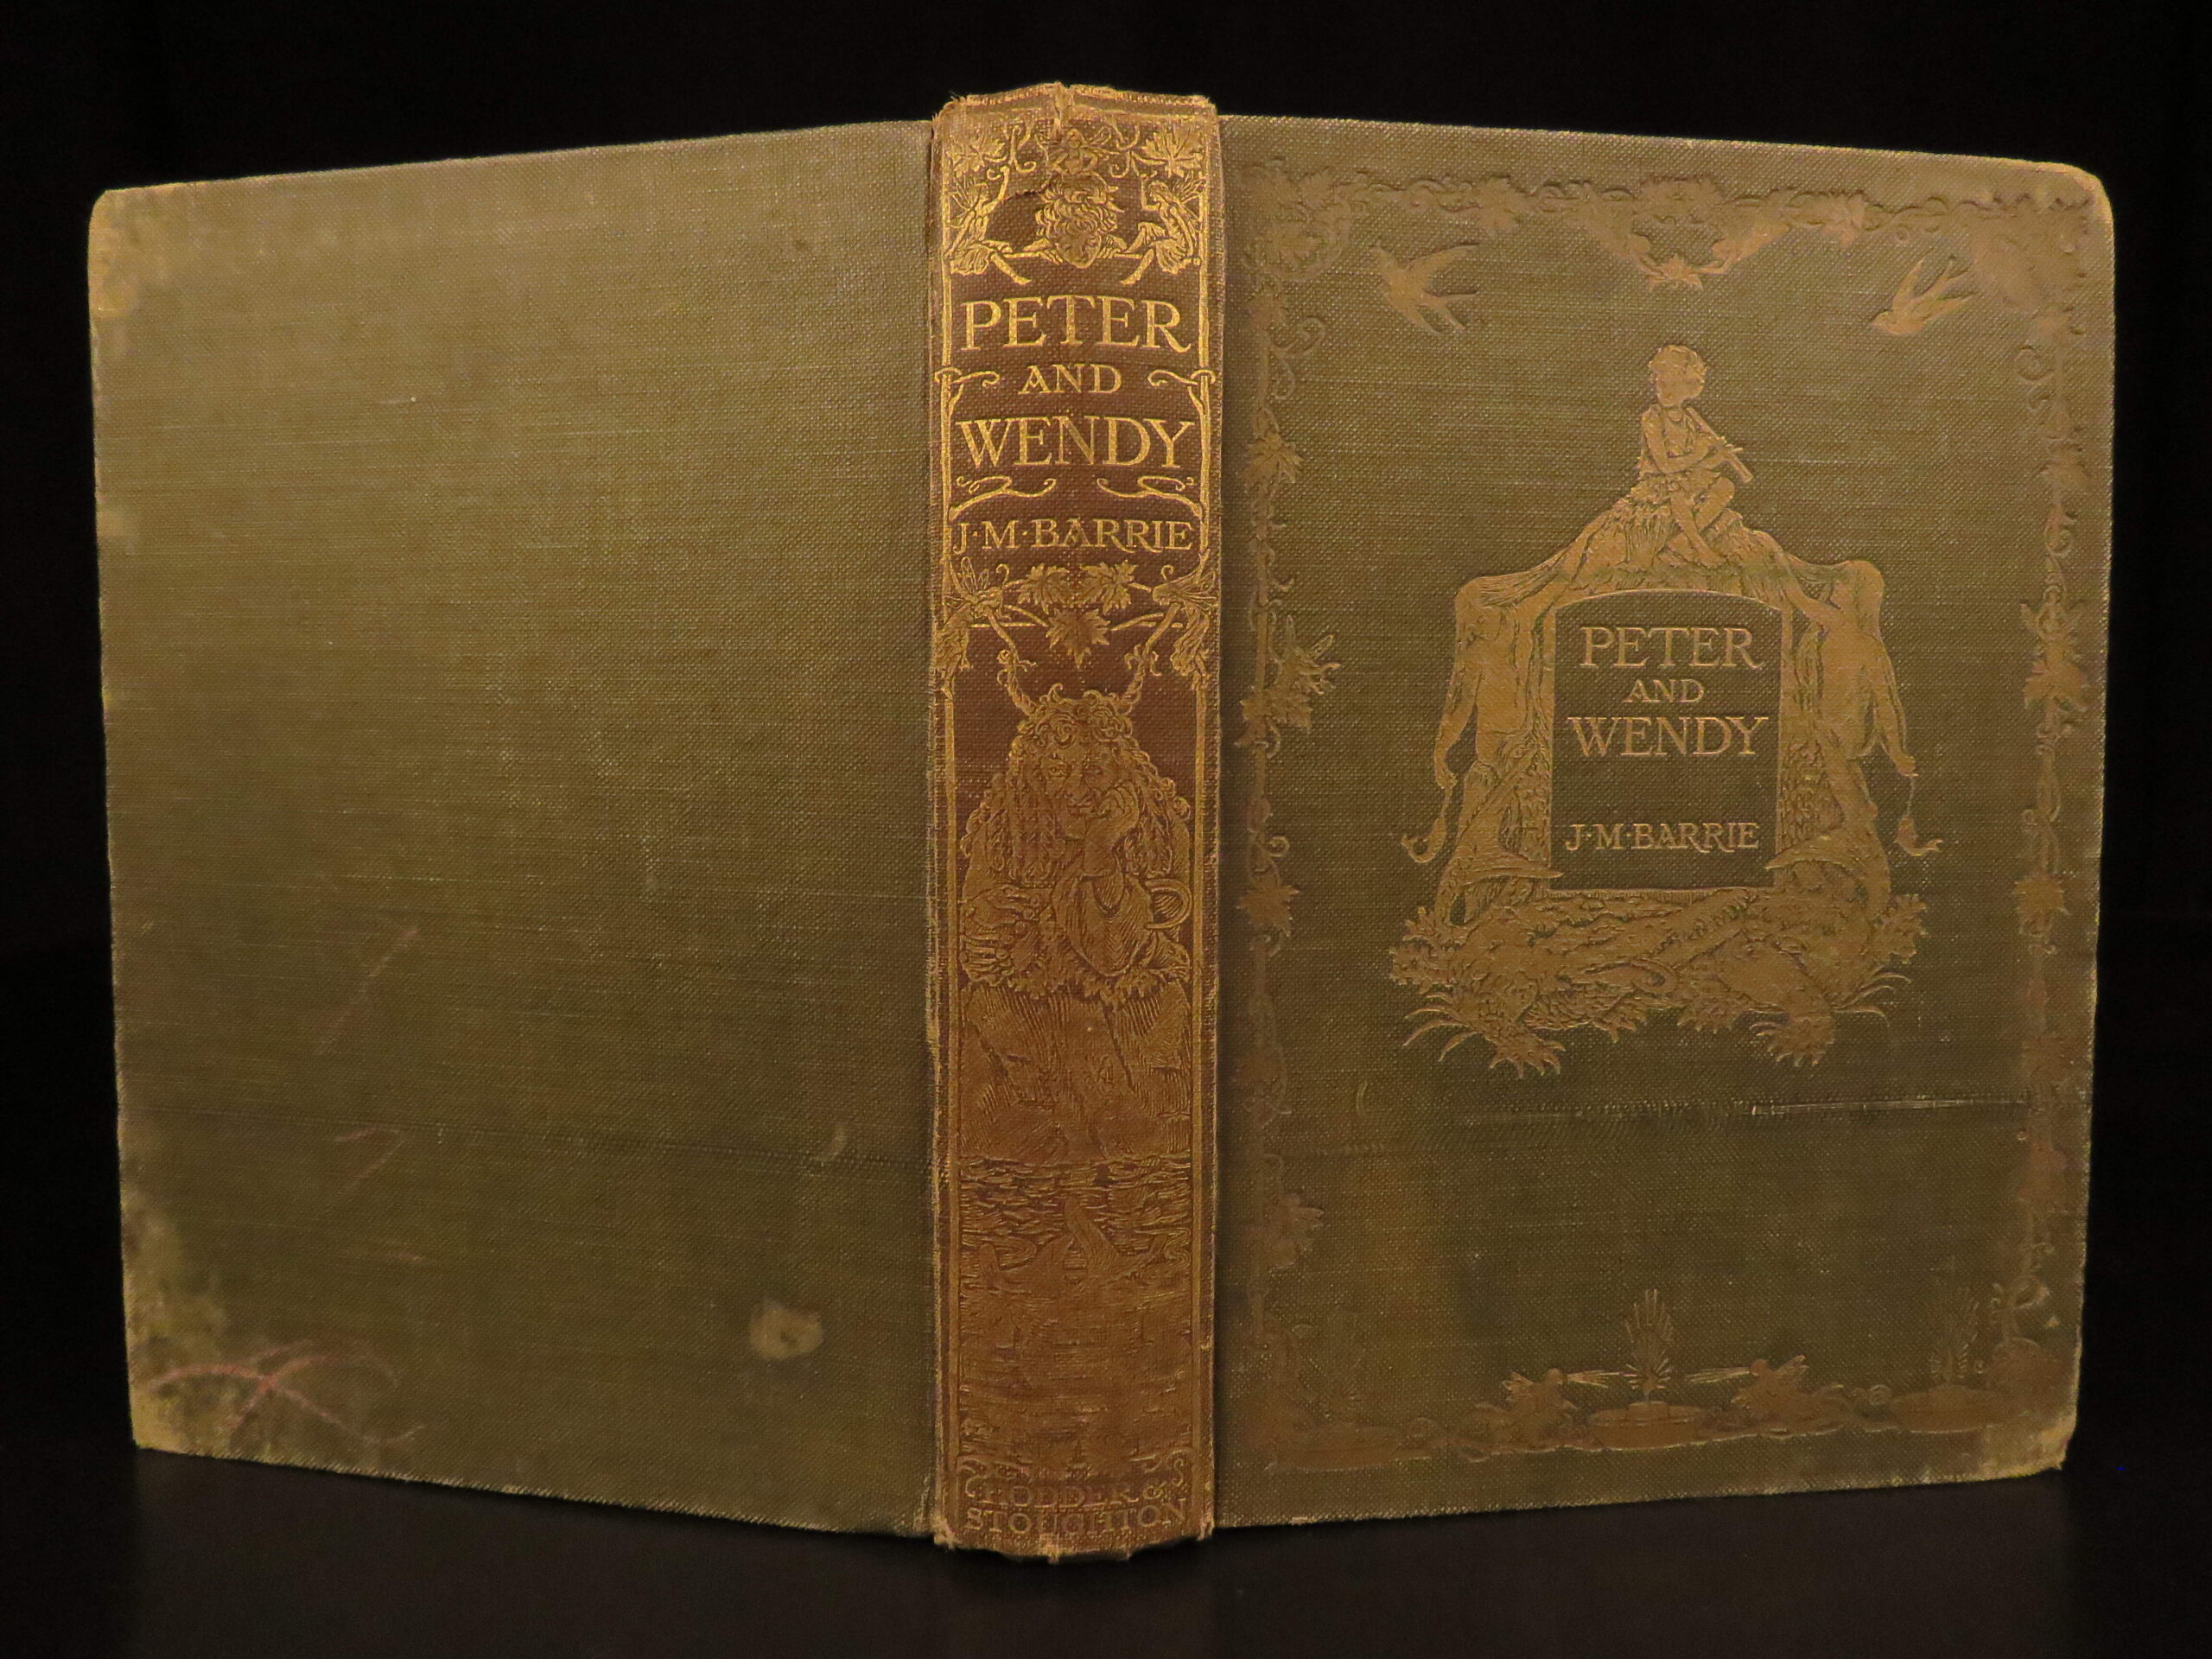 PETER
AND
WENDY
J·M·BARRIE
HODDER &
STOUGHTON
PETER
AND
WENDY
J·M·BARRIE